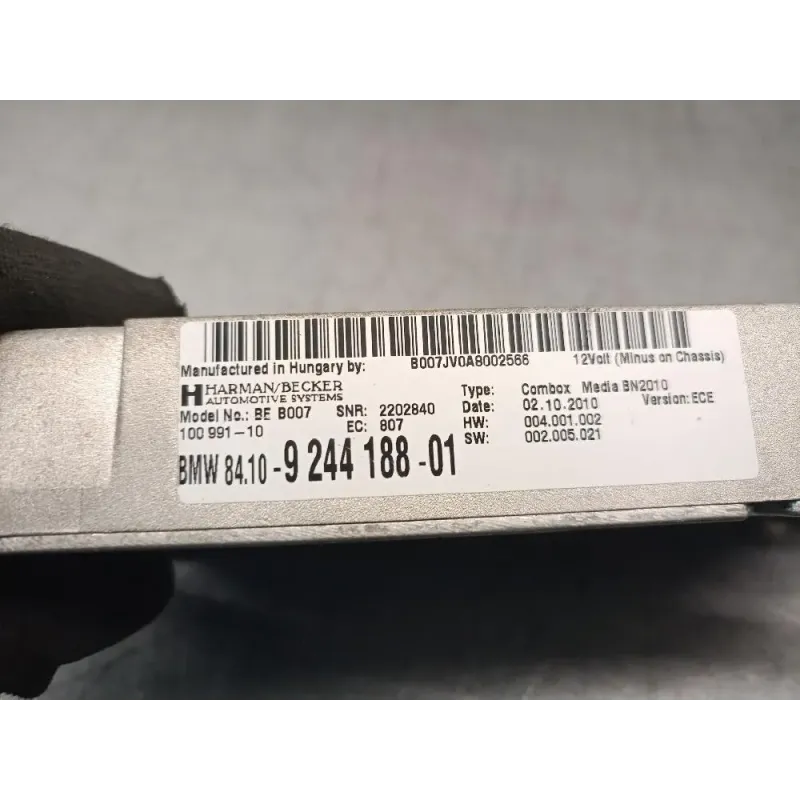 Manufactured in Hungary by: B007JV0A8002566 12Volt (Minus on Chassis)
HARMAN/BECKER
AUTOMOTIVE SYSTEMS
Model No.: BE B007 SNR: 2202840
100 991-10 EC: 807
Type: Combox Media BN2010
Date: 02.10.2010 Version: ECE
HW: 004.001.002
SW: 002.005.021
BMW 84.10 -9 244 188 -01